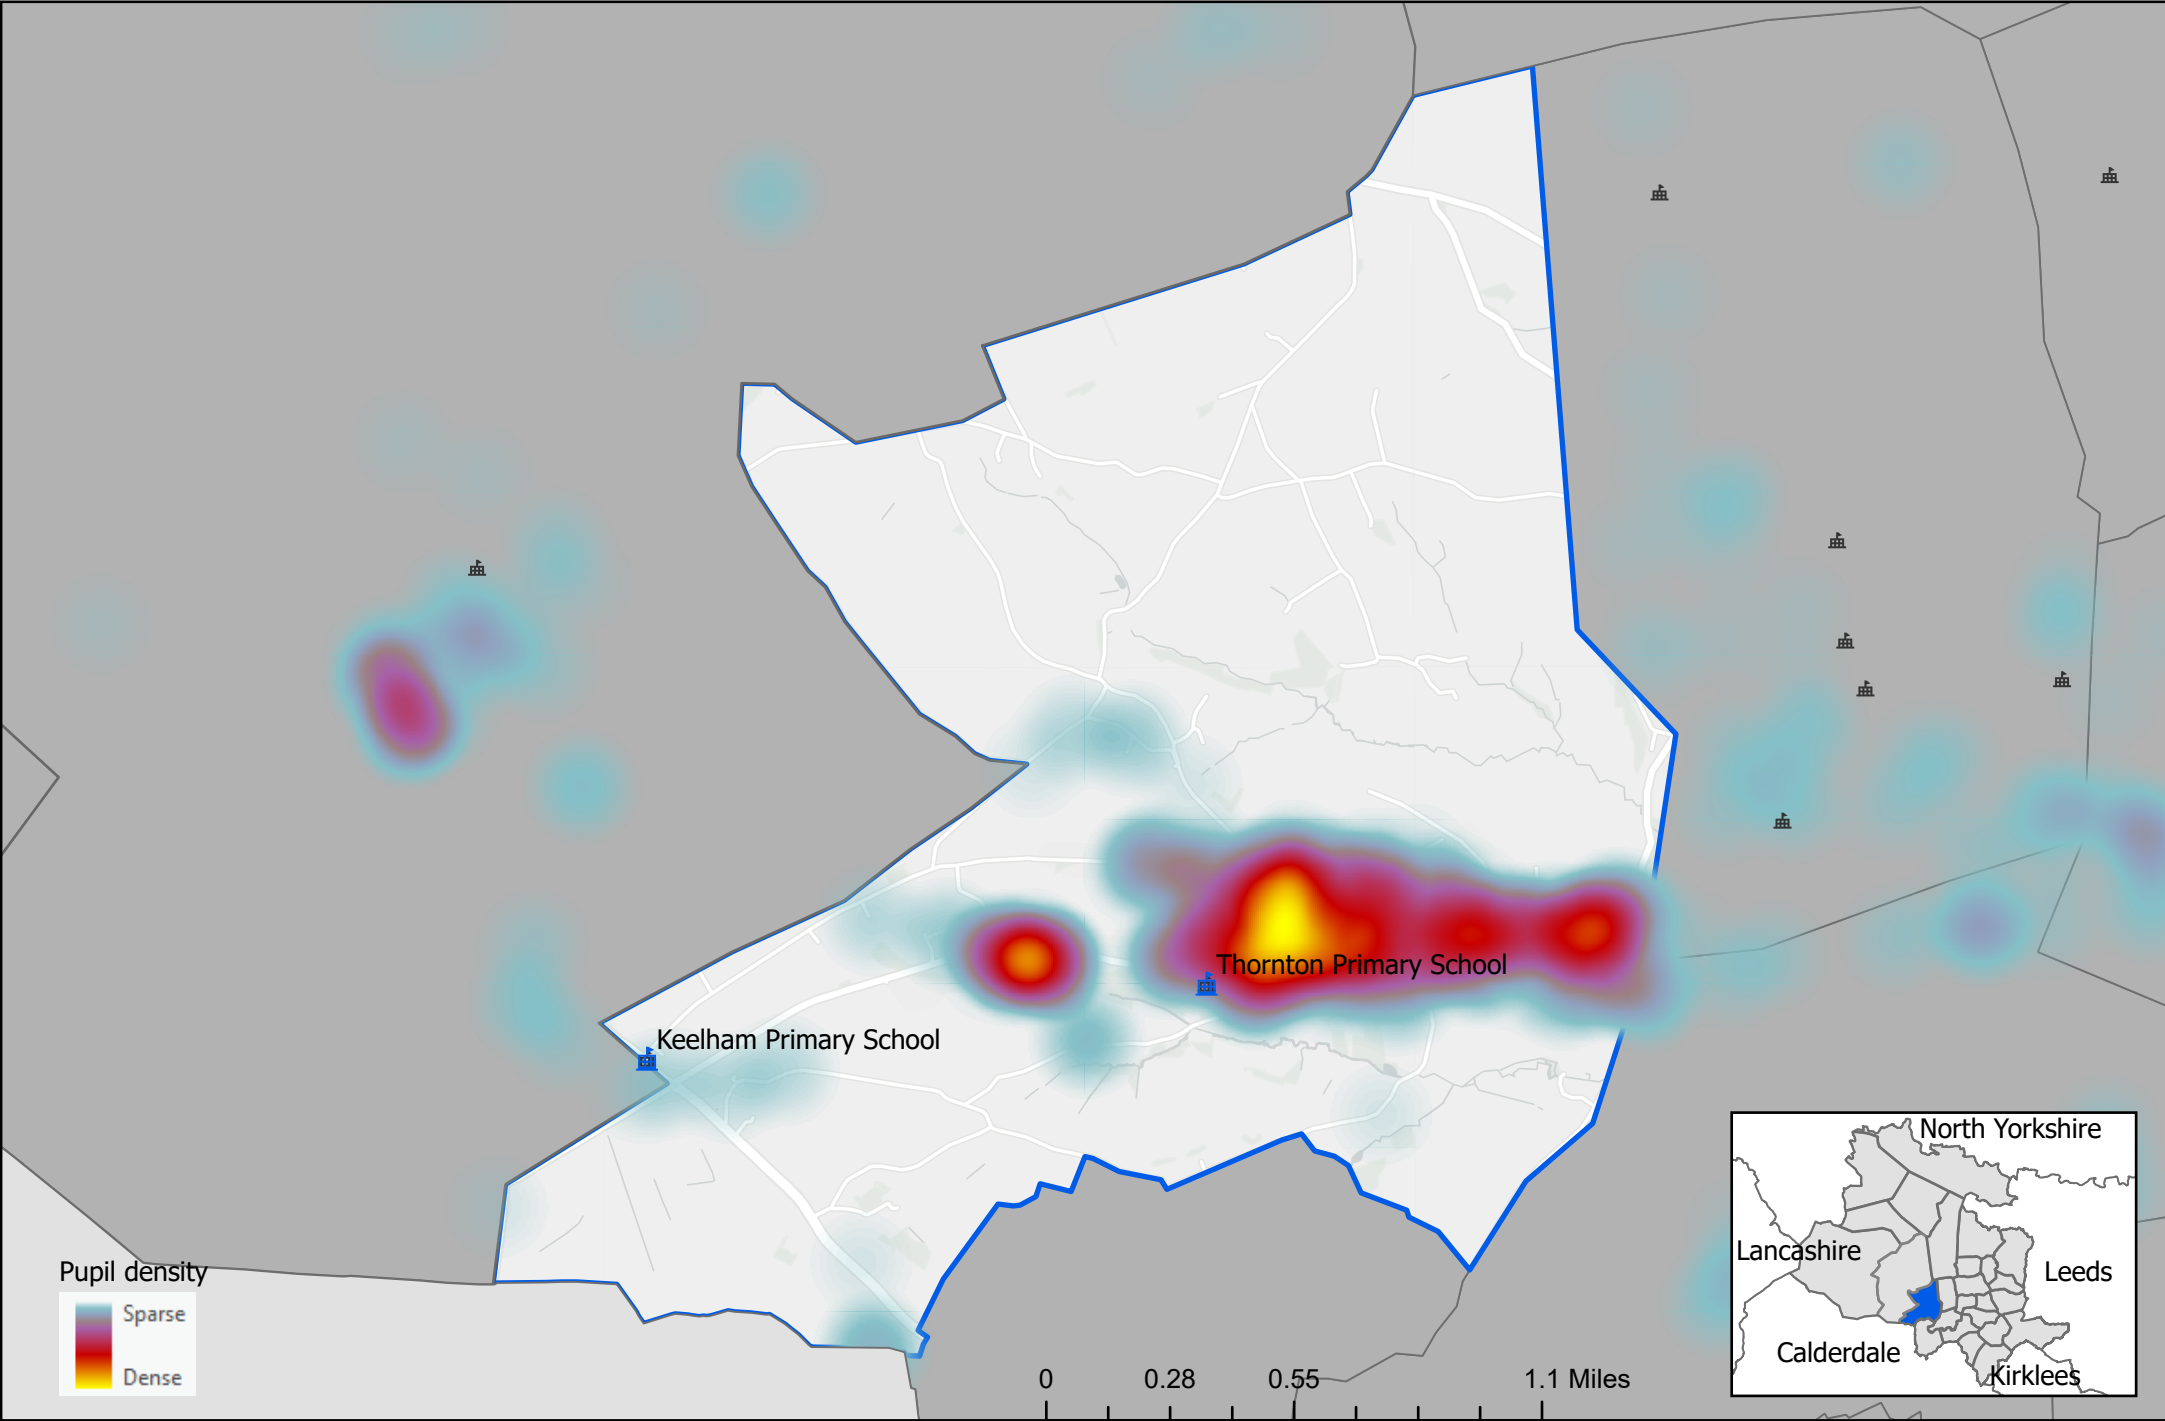 Thornton Primary School
Keelham Primary School
Pupil density
Sparse
Dense
0 0.28 0.55 1.1 Miles
North Yorkshire
Lancashire
Leeds
Calderdale
Kirklees